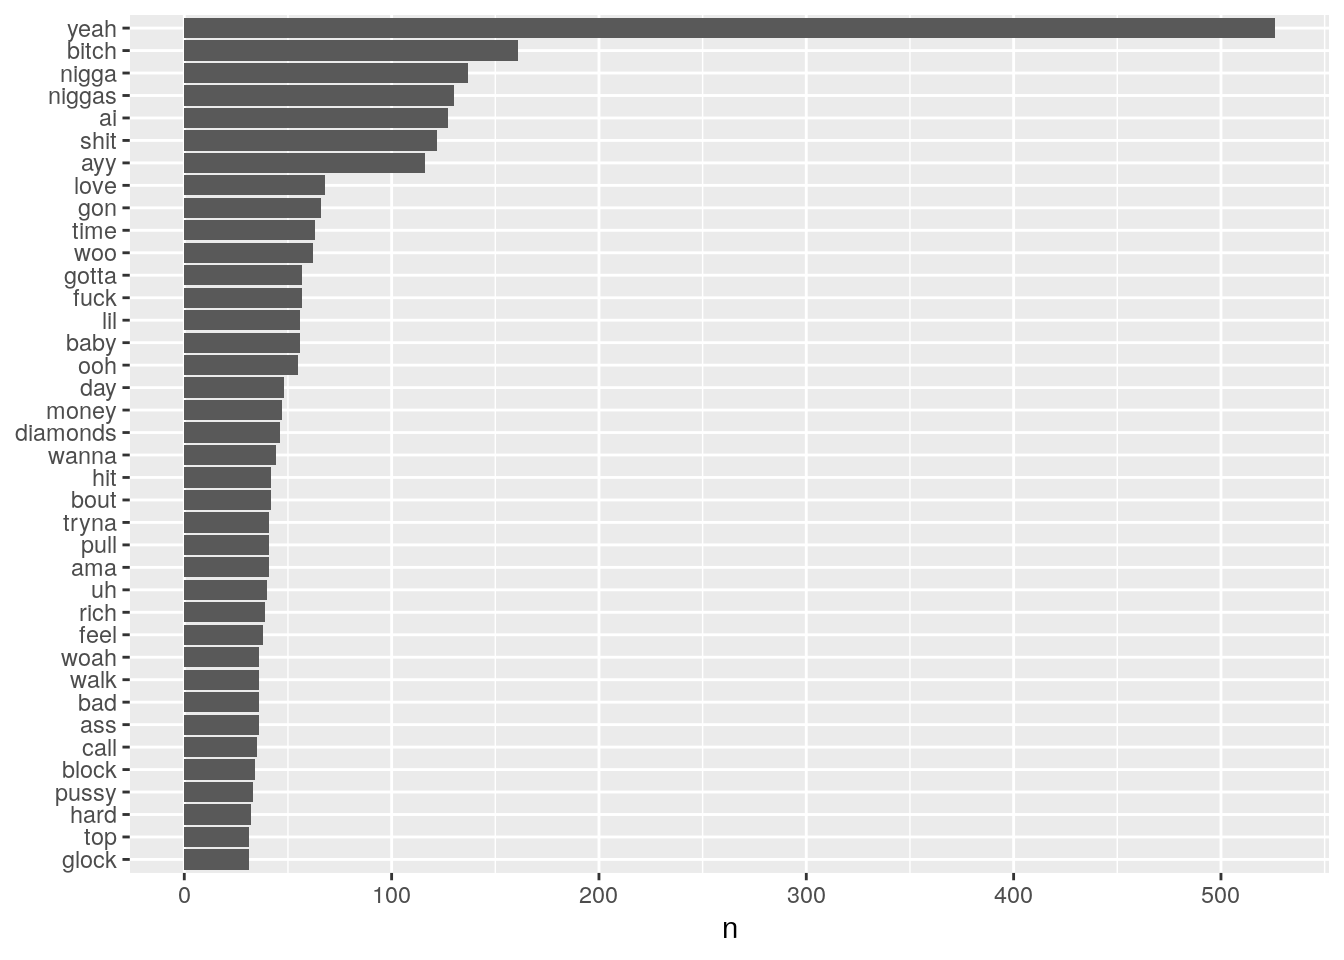 yeah
bitch
nigga
niggas
ai
shit
ayy
love
gon
time
woo
gotta
fuck
lil
baby
ooh
day
money
diamonds
wanna
hit
bout
tryna
pull
ama
uh
rich
feel
woah
walk
bad
ass
call
block
pussy
hard
top
glock
0 100 200 300 400 500
n